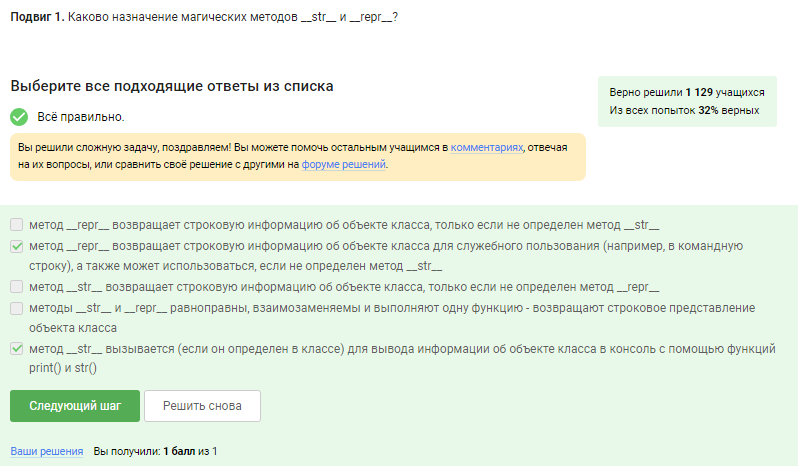 Подвиг 1. Каково назначение магических методов __str__ и __repr__?
Выберите все подходящие ответы из списка
Верно решили 1 129 учащихся
Из всех попыток 32% верных
Всё правильно.
Вы решили сложную задачу, поздравляем! Вы можете помочь остальным учащимся в комментариях, отвечая
на их вопросы, или сравнить своё решение с другими на форуме решений.
метод __repr__ возвращает строковую информацию об объекте класса, только если не определен метод __str__
метод __repr__ возвращает строковую информацию об объекте класса для служебного пользования (например, в командную
строку), а также может использоваться, если не определен метод __str__
метод __str__ возвращает строковую информацию об объекте класса, только если не определен метод __repr__
методы __str__ и __repr__ равноправны, взаимозаменяемы и выполняют одну функцию - возвращают строковое представление
объекта класса
метод __str__ вызывается (если он определен в классе) для вывода информации об объекте класса в консоль с помощью функций
print() и str()
Следующий шаг
Решить снова
Ваши решения Вы получили: 1 балл из 1